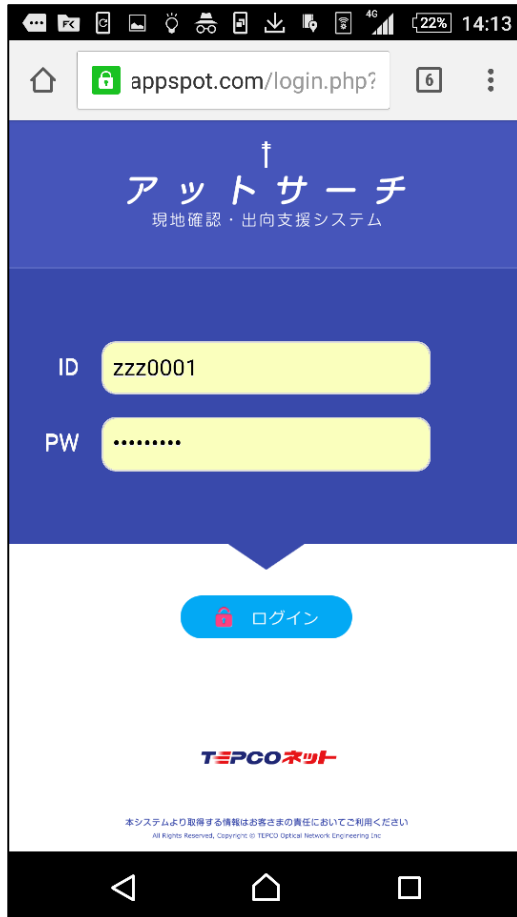 4G
22%
14:13
appspot.com/login.php?
6
アットサーチ
現地確認・出向支援システム
ID
zzz0001
PW
•••••••••
ログイン
TEPCOネット
本システムより取得する情報はお客さまの責任においてご利用ください
All Rights Reserved, Copyright © TEPCO Optical Network Engineering Inc